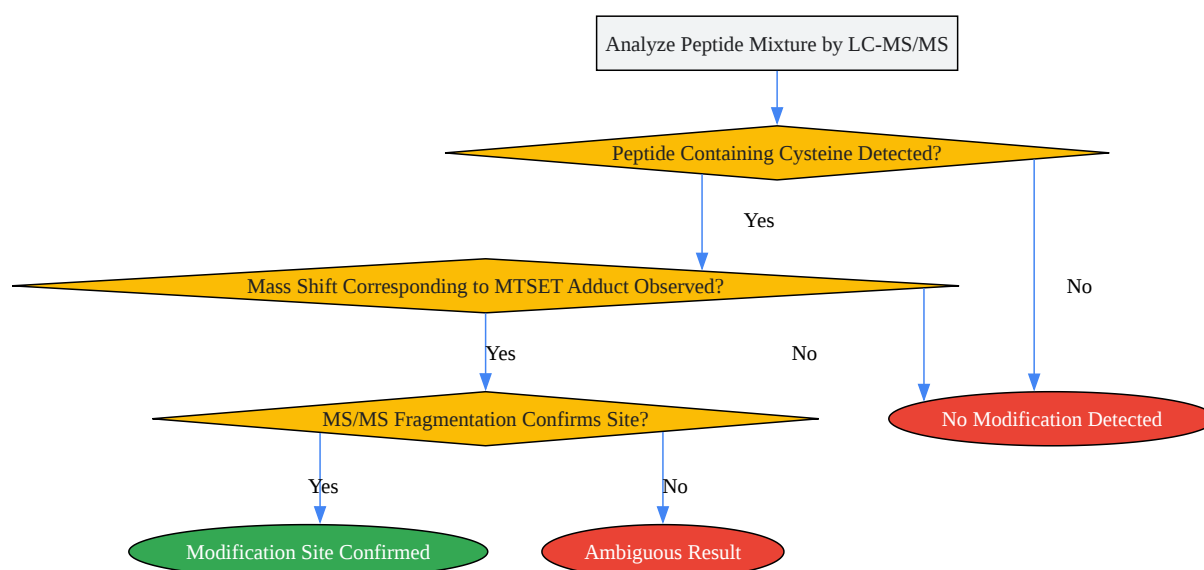 Analyze Peptide Mixture by LC-MS/MS
Peptide Containing Cysteine Detected?
Yes
Mass Shift Corresponding to MTSET Adduct Observed?
No
Yes
No
MS/MS Fragmentation Confirms Site?
No Modification Detected
Yes
No
Modification Site Confirmed
Ambiguous Result